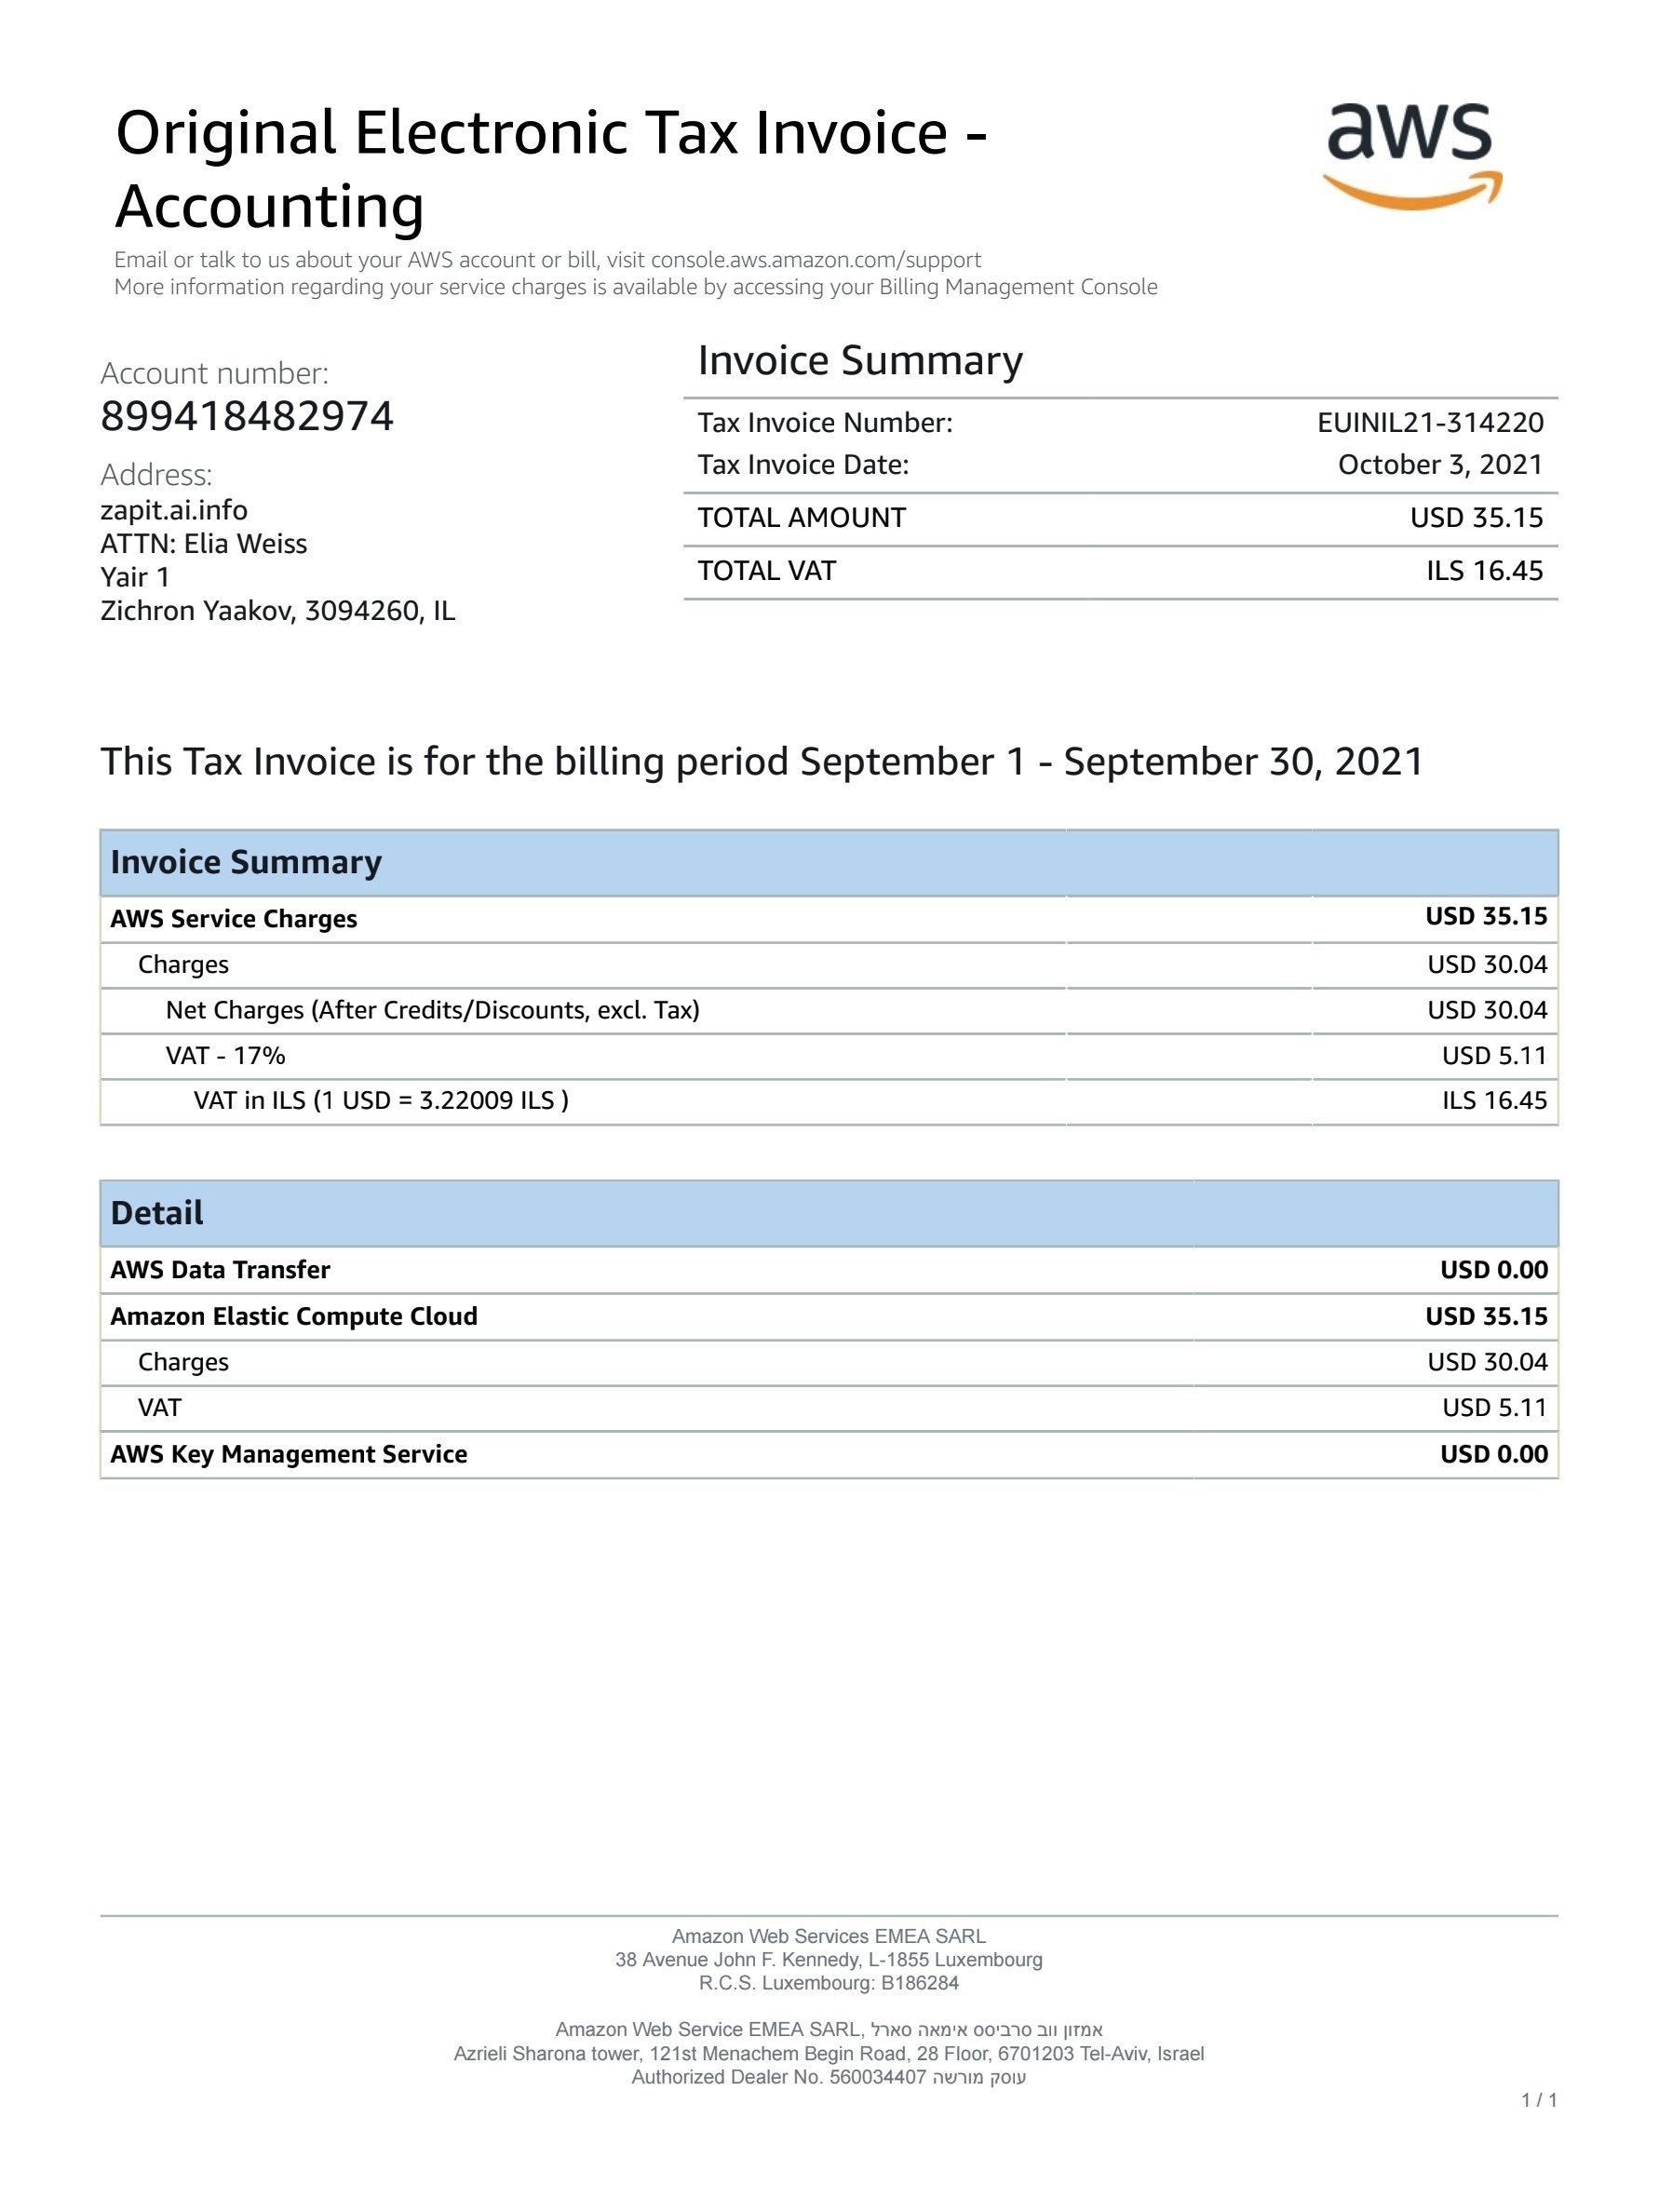 Original Electronic Tax Invoice -
Accounting
aws
Email or talk to us about your AWS account or bill, visit console.aws.amazon.com/support
More information regarding your service charges is available by accessing your Billing Management Console
Account number:
899418482974
Address:
zapit.ai.info
ATTN: Elia Weiss
Yair 1
Zichron Yaakov, 3094260, IL
Invoice Summary
Tax Invoice Number: EUINIL21-314220
Tax Invoice Date: October 3, 2021
TOTAL AMOUNT USD 35.15
TOTAL VAT ILS 16.45
This Tax Invoice is for the billing period September 1 - September 30, 2021
Invoice Summary
AWS Service Charges USD 35.15
Charges USD 30.04
Net Charges (After Credits/Discounts, excl. Tax) USD 30.04
VAT - 17% USD 5.11
VAT in ILS (1 USD = 3.22009 ILS ) ILS 16.45
Detail
AWS Data Transfer USD 0.00
Amazon Elastic Compute Cloud USD 35.15
Charges USD 30.04
VAT USD 5.11
AWS Key Management Service USD 0.00
Amazon Web Services EMEA SARL
38 Avenue John F. Kennedy, L-1855 Luxembourg
R.C.S. Luxembourg: B186284
Amazon Web Service EMEA SARL, אמזון ווב סרביסס אימאה סארל
Azrieli Sharona tower, 121st Menachem Begin Road, 28 Floor, 6701203 Tel-Aviv, Israel
Authorized Dealer No. 560034407 עוסק מורשה
1 / 1